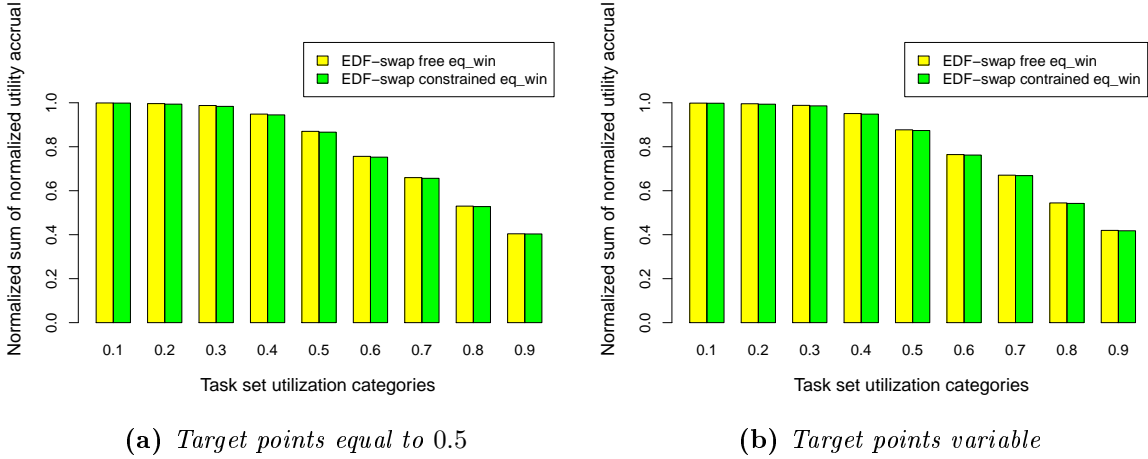 Normalized sum of normalized utility accrual
EDF−swap free eq_win
EDF−swap constrained eq_win
1.0
0.8
0.6
0.4
0.2
0.0
0.1 0.2 0.3 0.4 0.5 0.6 0.7 0.8 0.9
Task set utilization categories
(a) Target points equal to 0.5
Normalized sum of normalized utility accrual
EDF−swap free eq_win
EDF−swap contrained eq_win
1.0
0.8
0.6
0.4
0.2
0.0
0.1 0.2 0.3 0.4 0.5 0.6 0.7 0.8 0.9
Task set utilization categories
(b) Target points variable